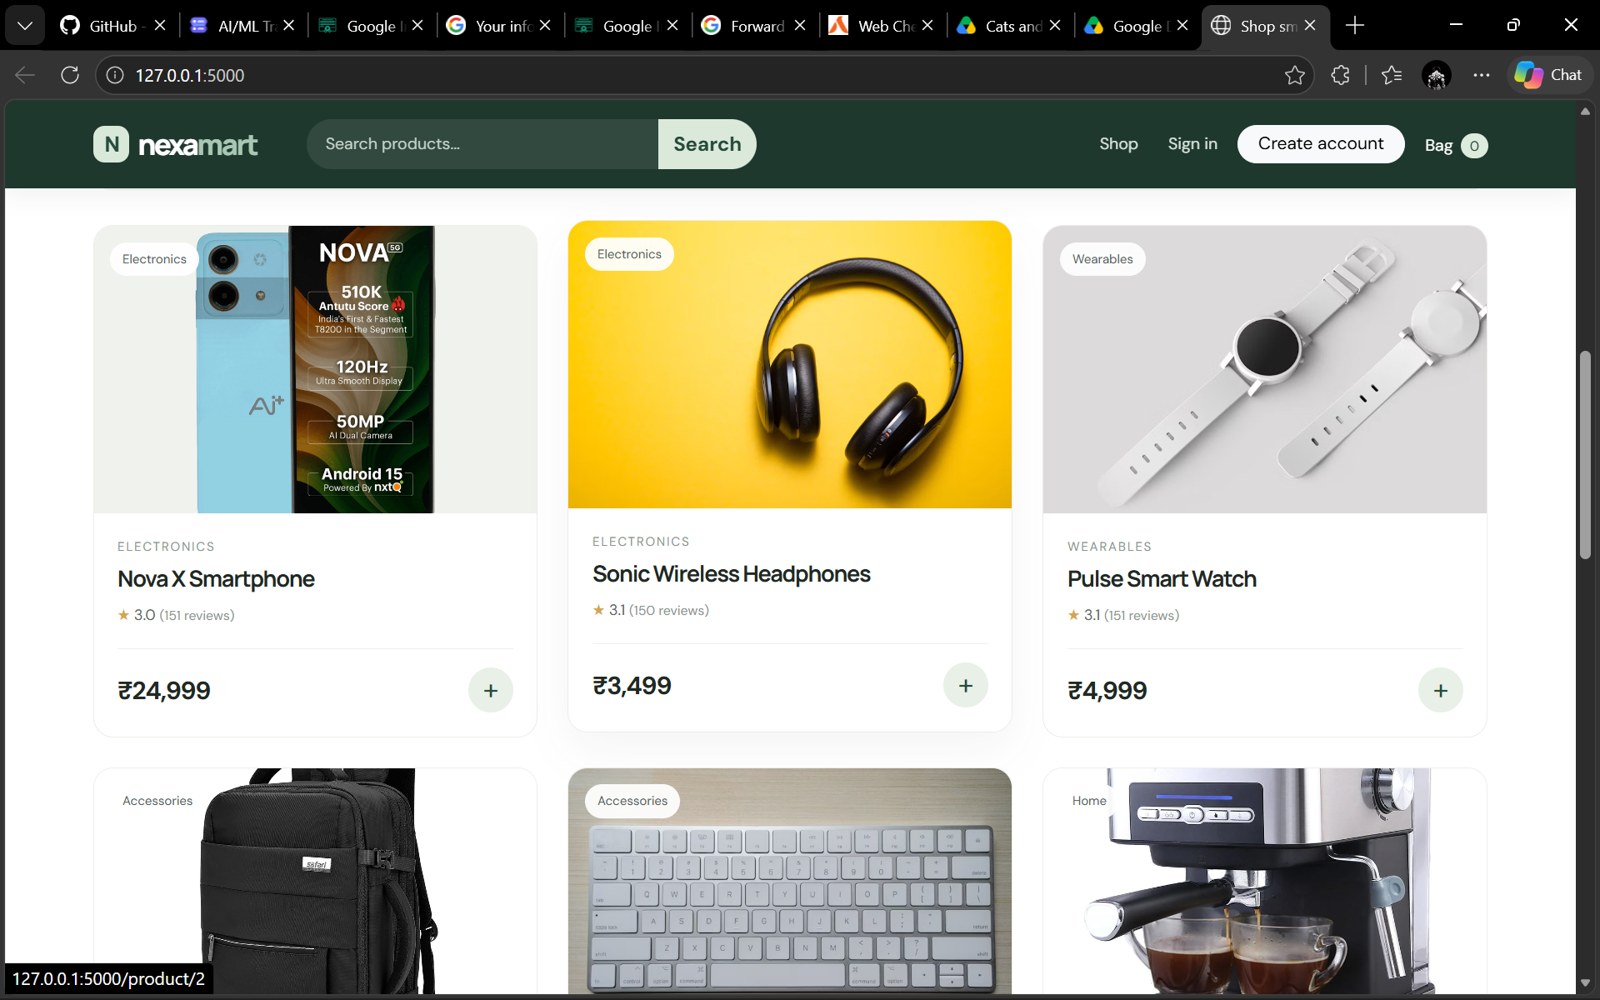 GitHub -
AI/ML Tr
Google I
Your info
Google
Forward
Web Che
Cats and
Google D
Shop sm
127.0.0.1:5000
Chat
N nexamart
Search products...
Search
Shop
Sign in
Create account
Bag 0
Electronics
NOVA 5G
510K
Antutu Score
India's First & Fastest
T8200 in the Segment
120Hz
Ultra Smooth Display
50MP
AI Dual Camera
Android 15
Powered By nxtQ
Ai+
ELECTRONICS
Nova X Smartphone
★ 3.0 (151 reviews)
₹24,999
+
Electronics
ELECTRONICS
Sonic Wireless Headphones
★ 3.1 (150 reviews)
₹3,499
+
Wearables
WEARABLES
Pulse Smart Watch
★ 3.1 (151 reviews)
₹4,999
+
Accessories
safari
Accessories
Q W E R T Y U I O P
A S D F G H J K L
Z X C V B N M
Home
127.0.0.1:5000/product/2